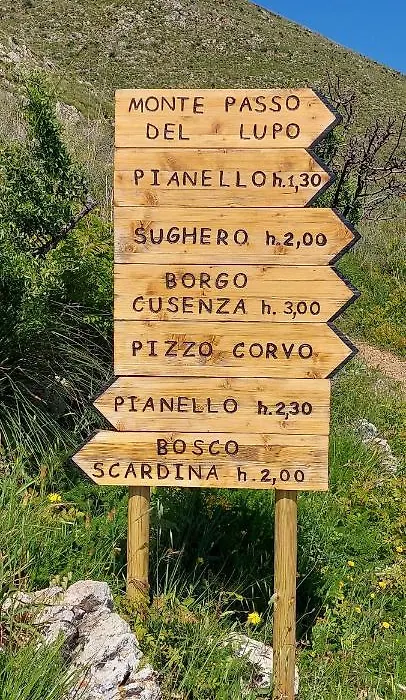 MONTE PASSO
DEL LUPO
PIANELLO h.1,30
SUGHERO h.2,00
BORGO
CUSENZA h. 3,00
PIZZO CORVO
PIANELLO h.2,30
BOSCO
SCARDINA h.2,00